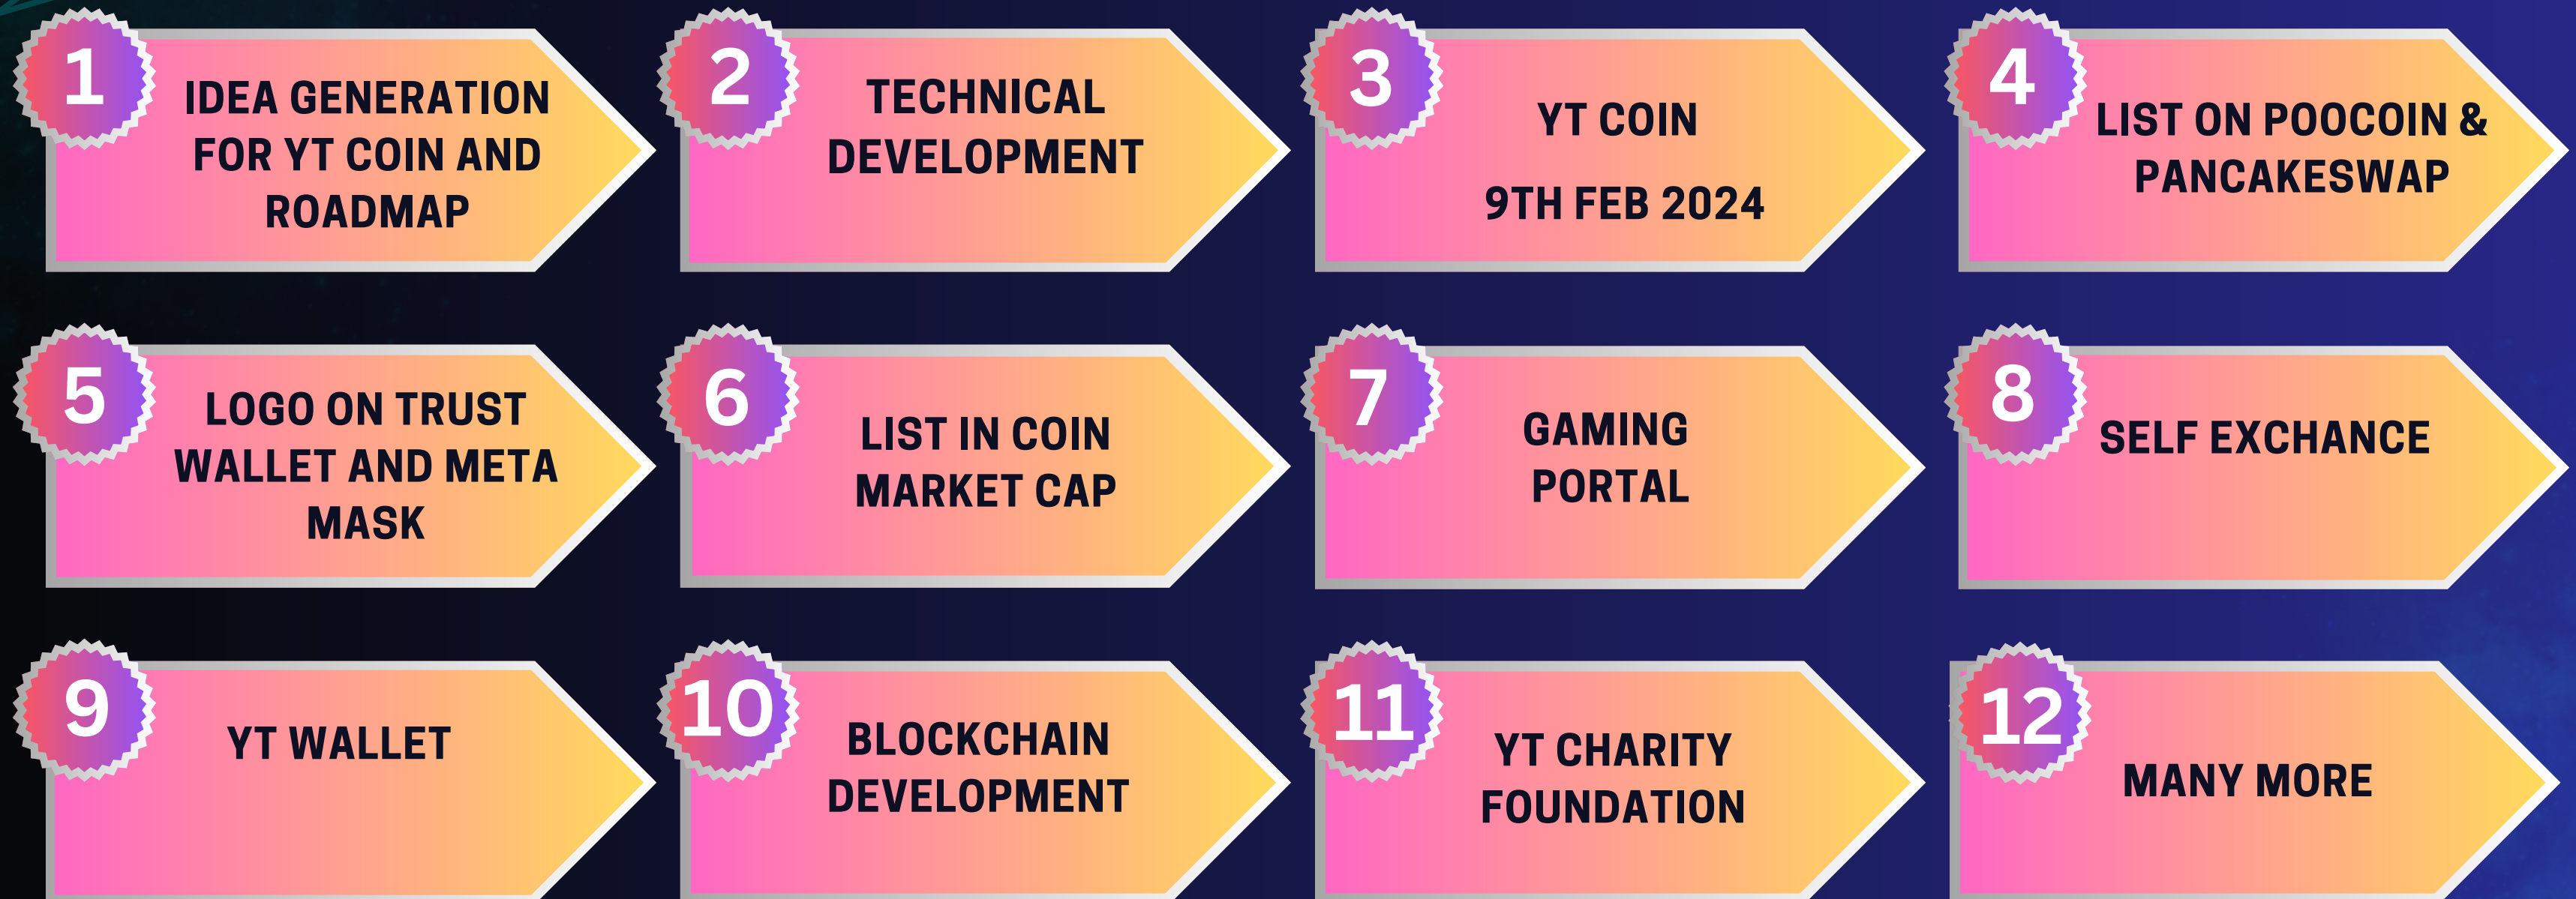 1
IDEA GENERATION
FOR YT COIN AND
ROADMAP
2
TECHNICAL
DEVELOPMENT
3
YT COIN
9TH FEB 2024
4
LIST ON POOCOIN &
PANCAKESWAP
5
LOGO ON TRUST
WALLET AND META
MASK
6
LIST IN COIN
MARKET CAP
7
GAMING
PORTAL
8
SELF EXCHANCE
9
YT WALLET
10
BLOCKCHAIN
DEVELOPMENT
11
YT CHARITY
FOUNDATION
12
MANY MORE